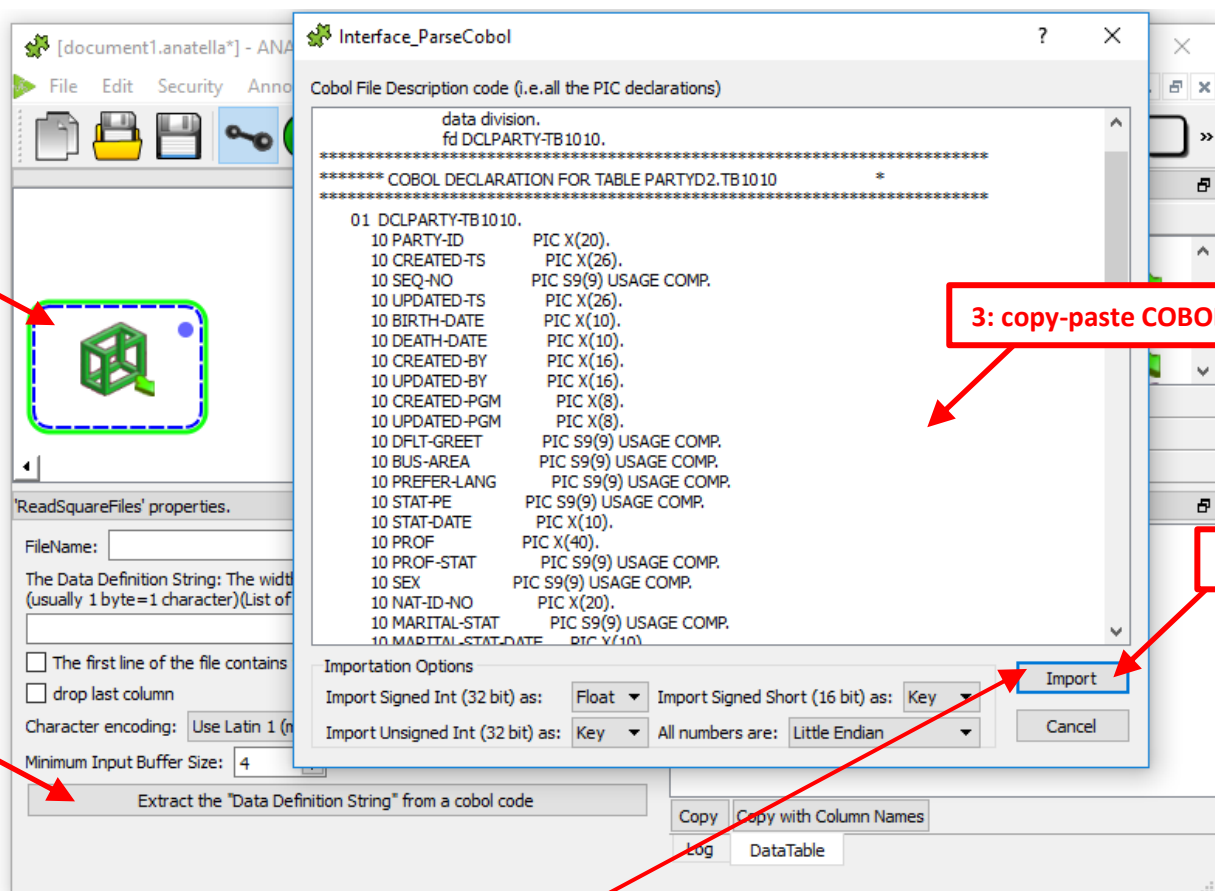 [document1.anatella*] - ANA
File Edit Security Anno
»
Interface_ParseCobol
? ×
Cobol File Description code (i.e.all the PIC declarations)
data division.
fd DCLPARTY-TB1010.
************************************************************************
******* COBOL DECLARATION FOR TABLE PARTYD2.TB1010 *
************************************************************************
01 DCLPARTY-TB1010.
10 PARTY-ID PIC X(20).
10 CREATED-TS PIC X(26).
10 SEQ-NO PIC S9(9) USAGE COMP.
10 UPDATED-TS PIC X(26).
10 BIRTH-DATE PIC X(10).
10 DEATH-DATE PIC X(10).
10 CREATED-BY PIC X(16).
10 UPDATED-BY PIC X(16).
10 CREATED-PGM PIC X(8).
10 UPDATED-PGM PIC X(8).
10 DFLT-GREET PIC S9(9) USAGE COMP.
10 BUS-AREA PIC S9(9) USAGE COMP.
10 PREFER-LANG PIC S9(9) USAGE COMP.
10 STAT-PE PIC S9(9) USAGE COMP.
10 STAT-DATE PIC X(10).
10 PROF PIC X(40).
10 PROF-STAT PIC S9(9) USAGE COMP.
10 SEX PIC S9(9) USAGE COMP.
10 NAT-ID-NO PIC X(20).
10 MARITAL-STAT PIC S9(9) USAGE COMP.
10 MARITAL-STAT-DATE PIC X(10)
3: copy-paste COBO
Importation Options
Import Signed Int (32 bit) as: Float Import Signed Short (16 bit) as: Key
Import Unsigned Int (32 bit) as: Key All numbers are: Little Endian
Import
Cancel
'ReadSquareFiles' properties.
FileName:
The Data Definition String: The widt
(usually 1 byte=1 character)(List of
The first line of the file contains
drop last column
Character encoding: Use Latin 1 (m
Minimum Input Buffer Size: 4
Extract the "Data Definition String" from a cobol code
Copy Copy with Column Names
Log DataTable